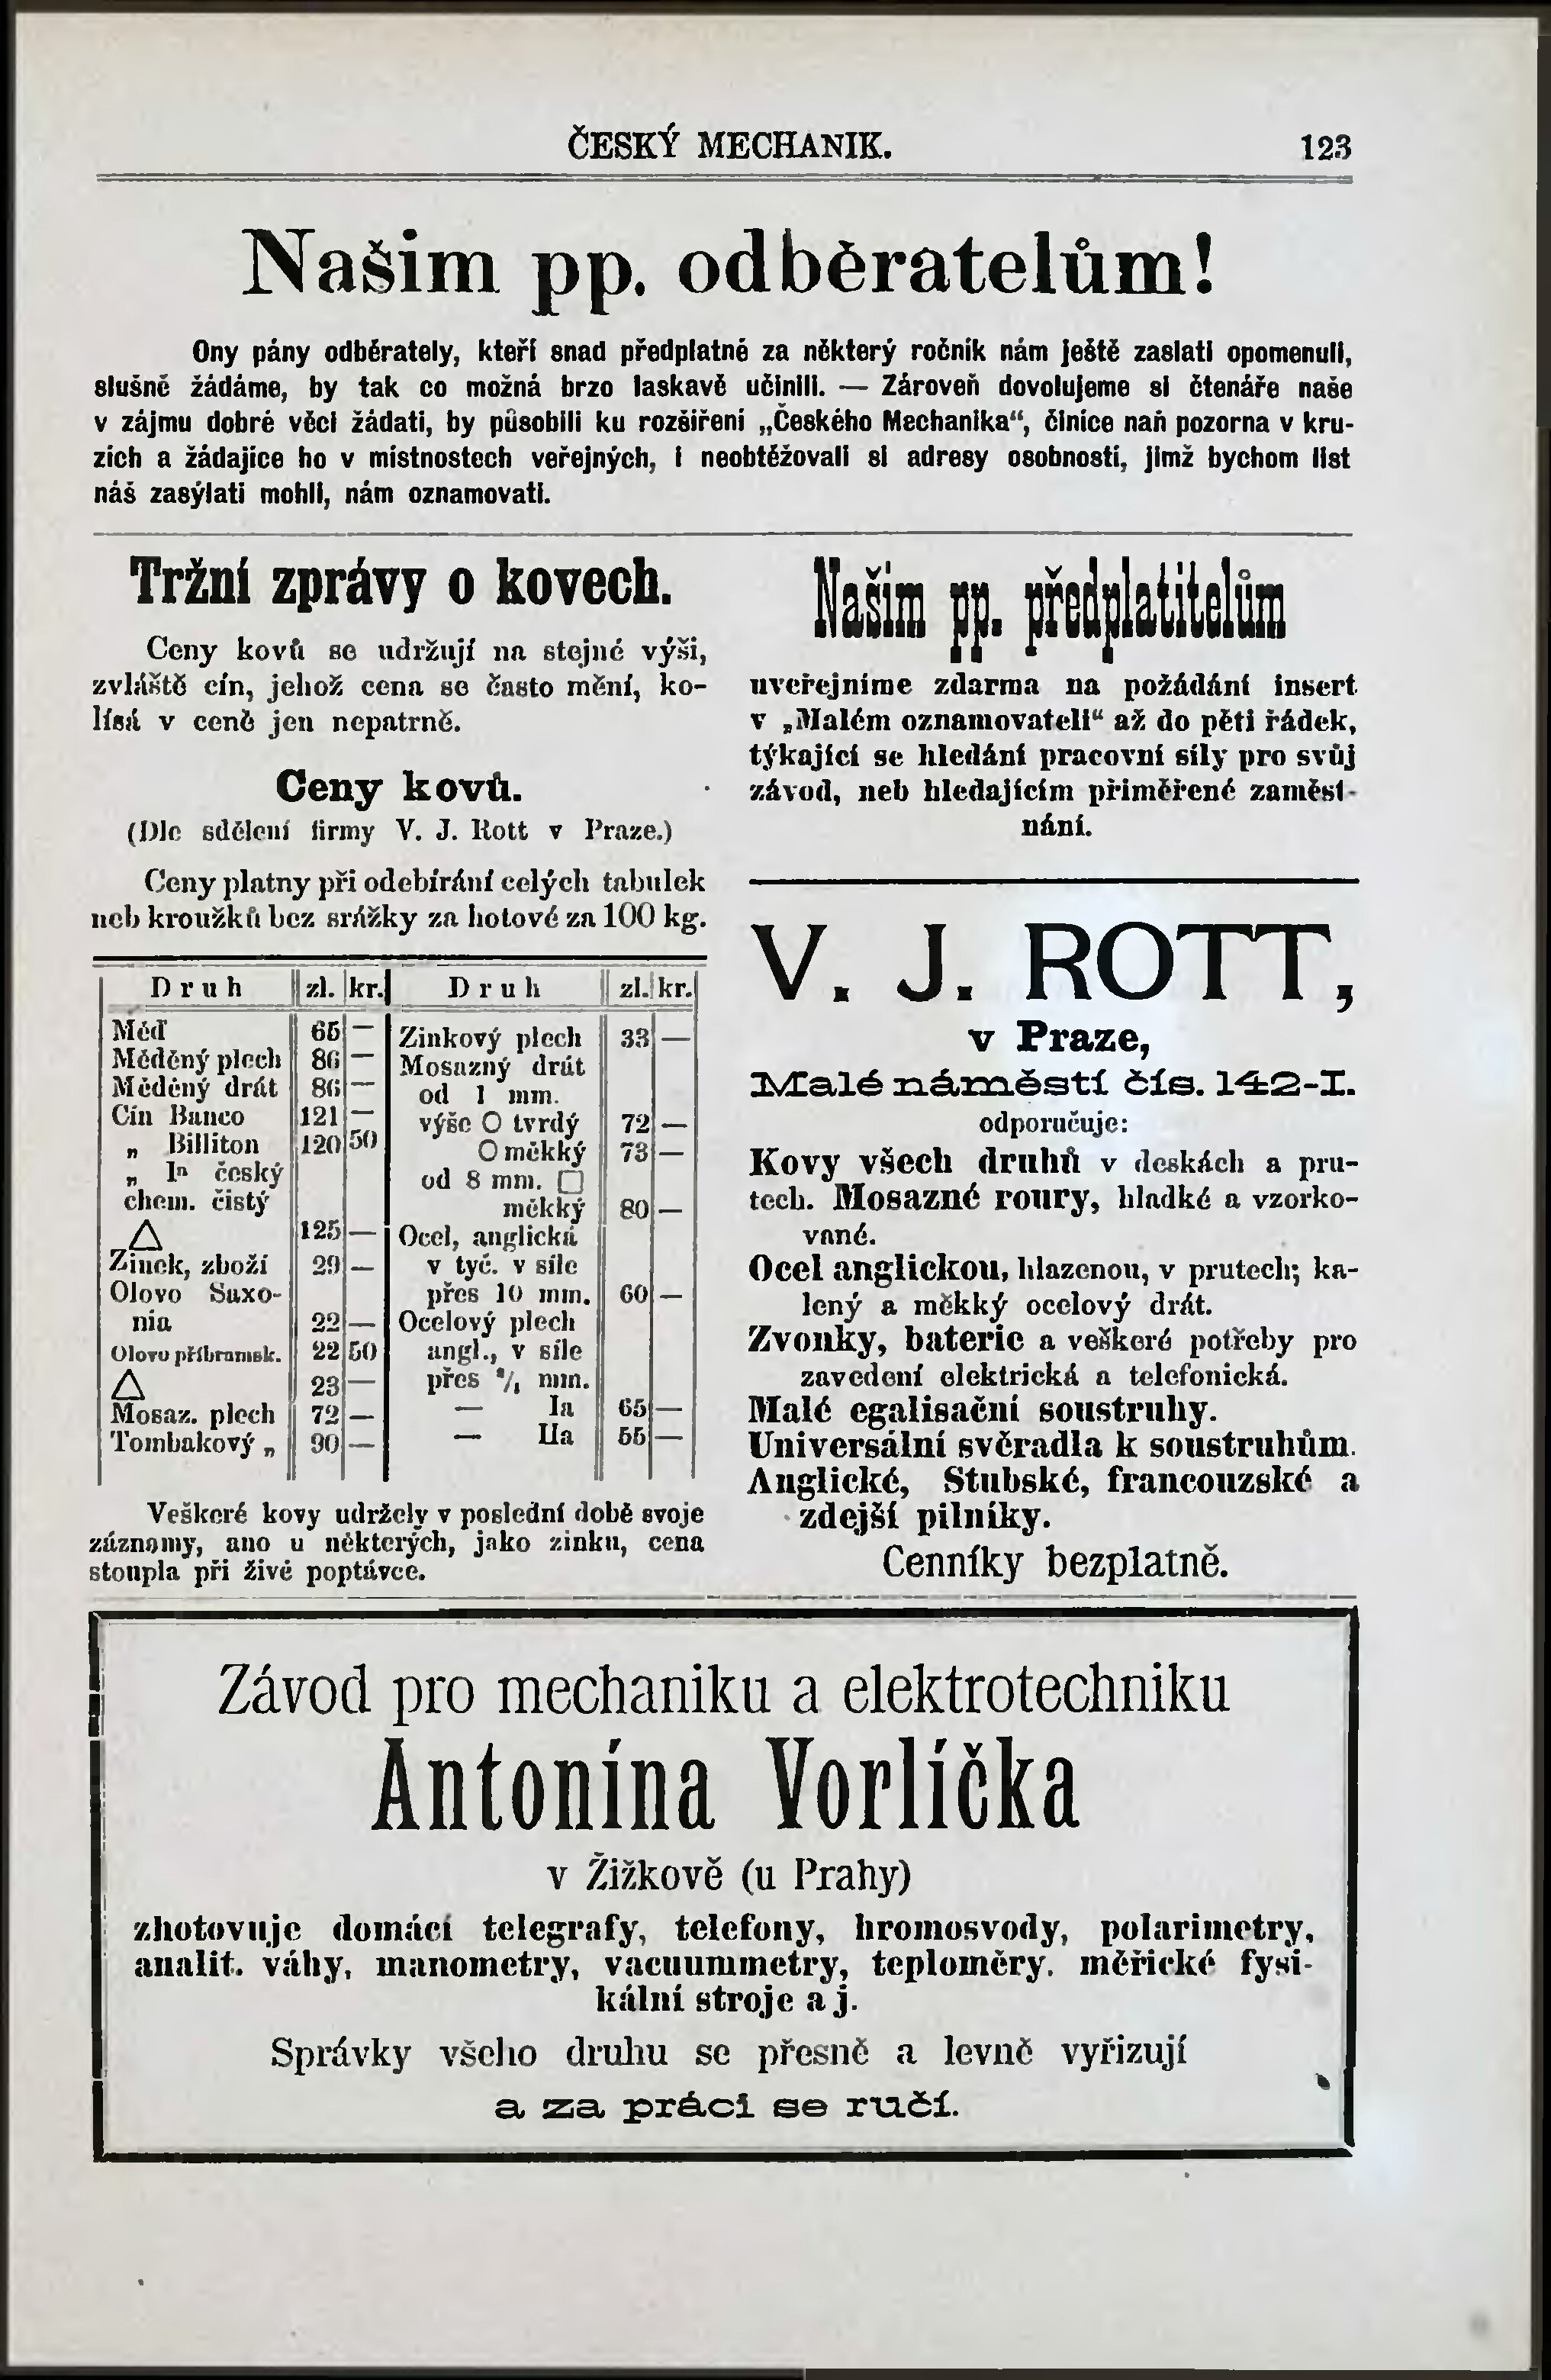 ČESKÝ MECHANIK. 123
Našim pp. odběratelům!
Ony pány odběrately, kteří snad předplatné za některý ročník nám ještě zaslati opomenuli,
slušně žádáme, by tak co možná brzo laskavě učinili. — Zároveň dovolujeme si čtenáře naše
v zájmu dobré věci žádati, by působili ku rozšíření „Českého Mechanika“, činíce naň pozorna v kru-
zích a žádajíce ho v místnostech veřejných, i neobtěžovali si adresy osobností, jimž bychom list
náš zasýlati mohli, nám oznamovati.
Tržní zprávy o kovech.
Ceny kovů se udržují na stejné výši,
zvláště cín, jehož cena se často mění, ko-
lísá v ceně jen nepatrně.
Ceny kovů.
(Dle sdělení firmy V. J. Rott v Praze.)
Ceny platny při odebírání celých tabulek
neb kroužků bez srážky za hotové za 100 kg.
Druh zl. kr.
Měď 65 —
Měděný plech 86 —
Měděný drát 86 —
Cín Banco 121 —
„ Billiton 120 50
„ Iª český
chem. čistý
△ 125 —
Zinek, zboží 29 —
Olovo Saxo-
nia 22 —
Olovo příbramsk. 22 50
△ 23 —
Mosaz. plech 72 —
Tombakový „ 90 —
Druh zl. kr.
Zinkový plech 33 —
Mosazný drát
od 1 mm.
výše O tvrdý 72 —
O měkký 73 —
od 8 mm. □
měkký 80 —
Ocel, anglická
v tyč. v síle
přes 10 mm. 60 —
Ocelový plech
angl., v síle
přes mm.
— Ia 65 —
— IIa 55 —
Veškeré kovy udržely v poslední době svoje
záznamy, ano u některých, jako zinku, cena
stoupla při živé poptávce.
Našim pp. předplatitelům
uveřejníme zdarma na požádání insert
v „Malém oznamovateli“ až do pěti řádek,
týkající se hledání pracovní síly pro svůj
závod, neb hledajícím přiměřené zaměst-
nání.
V. J. ROTT,
v Praze,
Malé náměstí čís. 142-I.
odporučuje:
Kovy všech druhů v deskách a pru-
tech. Mosazné roury, hladké a vzorko-
vané.
Ocel anglickou, hlazenou, v prutech; ka-
lený a měkký ocelový drát.
Zvonky, baterie a veškeré potřeby pro
zavedení elektrická a telefonická.
Malé egalisační soustruhy.
Universální svěradla k soustruhům.
Anglické, Stubské, francouzské a
zdejší pilníky.
Cenníky bezplatně.
Závod pro mechaniku a elektrotechniku
Antonína Vorlíčka
v Žižkově (u Prahy)
zhotovuje domácí telegrafy, telefony, hromosvody, polarimetry,
analit. váhy, manometry, vacuummetry, teploměry, měřické fysi-
kální stroje a j.
Správky všeho druhu se přesně a levně vyřizují
a za práci se ručí.